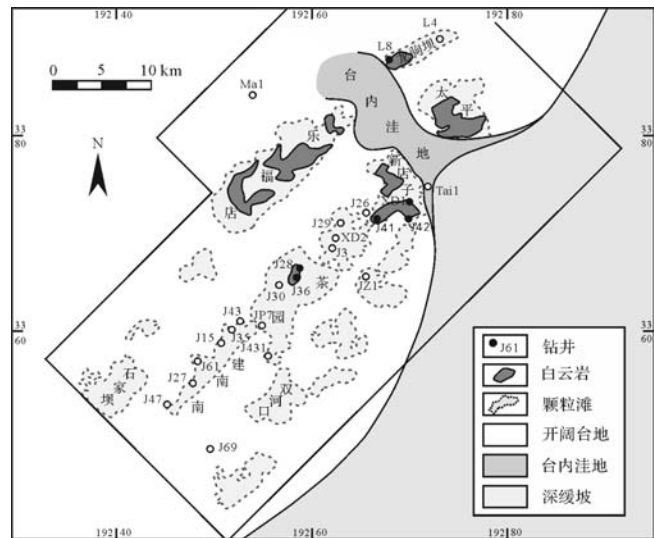 192 40
192 60
192 80
L4
L8
涧坝
0 5 10 km
Ma1
台内洼地
太平
33 80
33 80
N
乐福店
新店子
Tai1
J26
XD1
J29
J41
J42
XD2
J3
J28
J36
茶园
JZ1
J30
J43
JP7
33 60
33 60
J15
J35
J431
J61
建南
J27
南
石家坝
双河口
J47
J69
J61 钻井
白云岩
颗粒滩
开阔台地
台内洼地
深缓坡
192 40
192 60
192 80